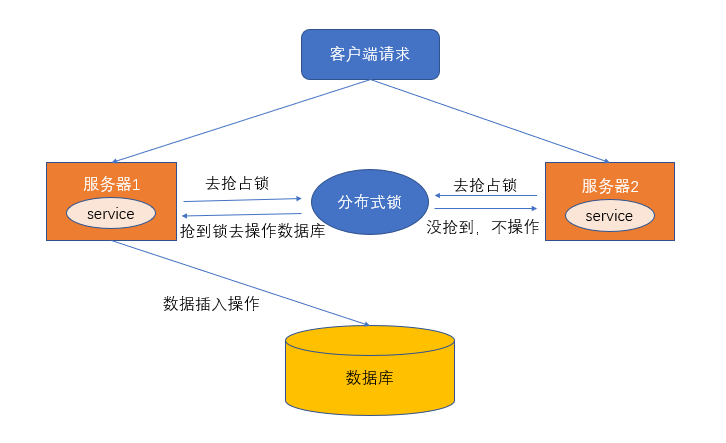 客户端请求
服务器1
service
去抢占锁
分布式锁
去抢占锁
服务器2
service
抢到锁去操作数据库
没抢到，不操作
数据插入操作
数据库